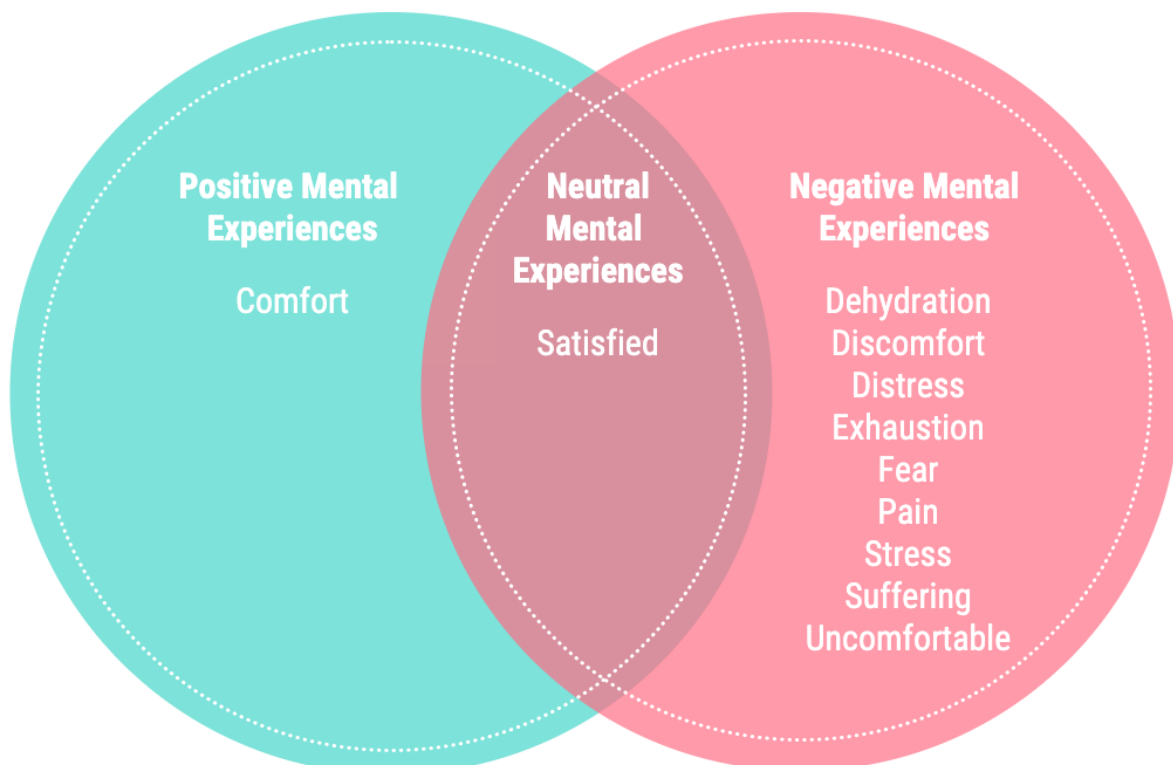 Positive Mental
Experiences
Comfort
Neutral
Mental
Experiences
Satisfied
Negative Mental
Experiences
Dehydration
Discomfort
Distress
Exhaustion
Fear
Pain
Stress
Suffering
Uncomfortable